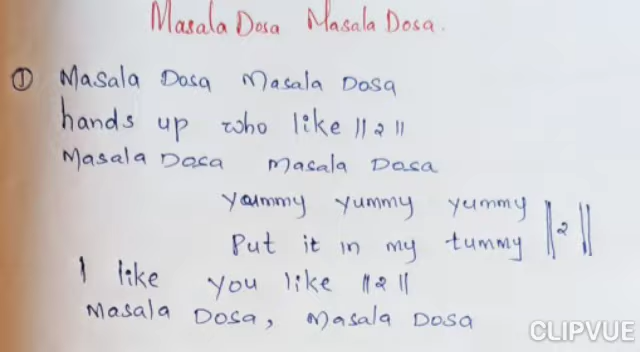 Masala Dosa Masala Dosa.
① Masala Dosa Masala Dosa
hands up who like ||2||
Masala Dosa Masala Dosa
yummy yummy yummy
Put it in my tummy ||2||
I like you like ||2||
Masala Dosa, Masala Dosa
CLIPVUE